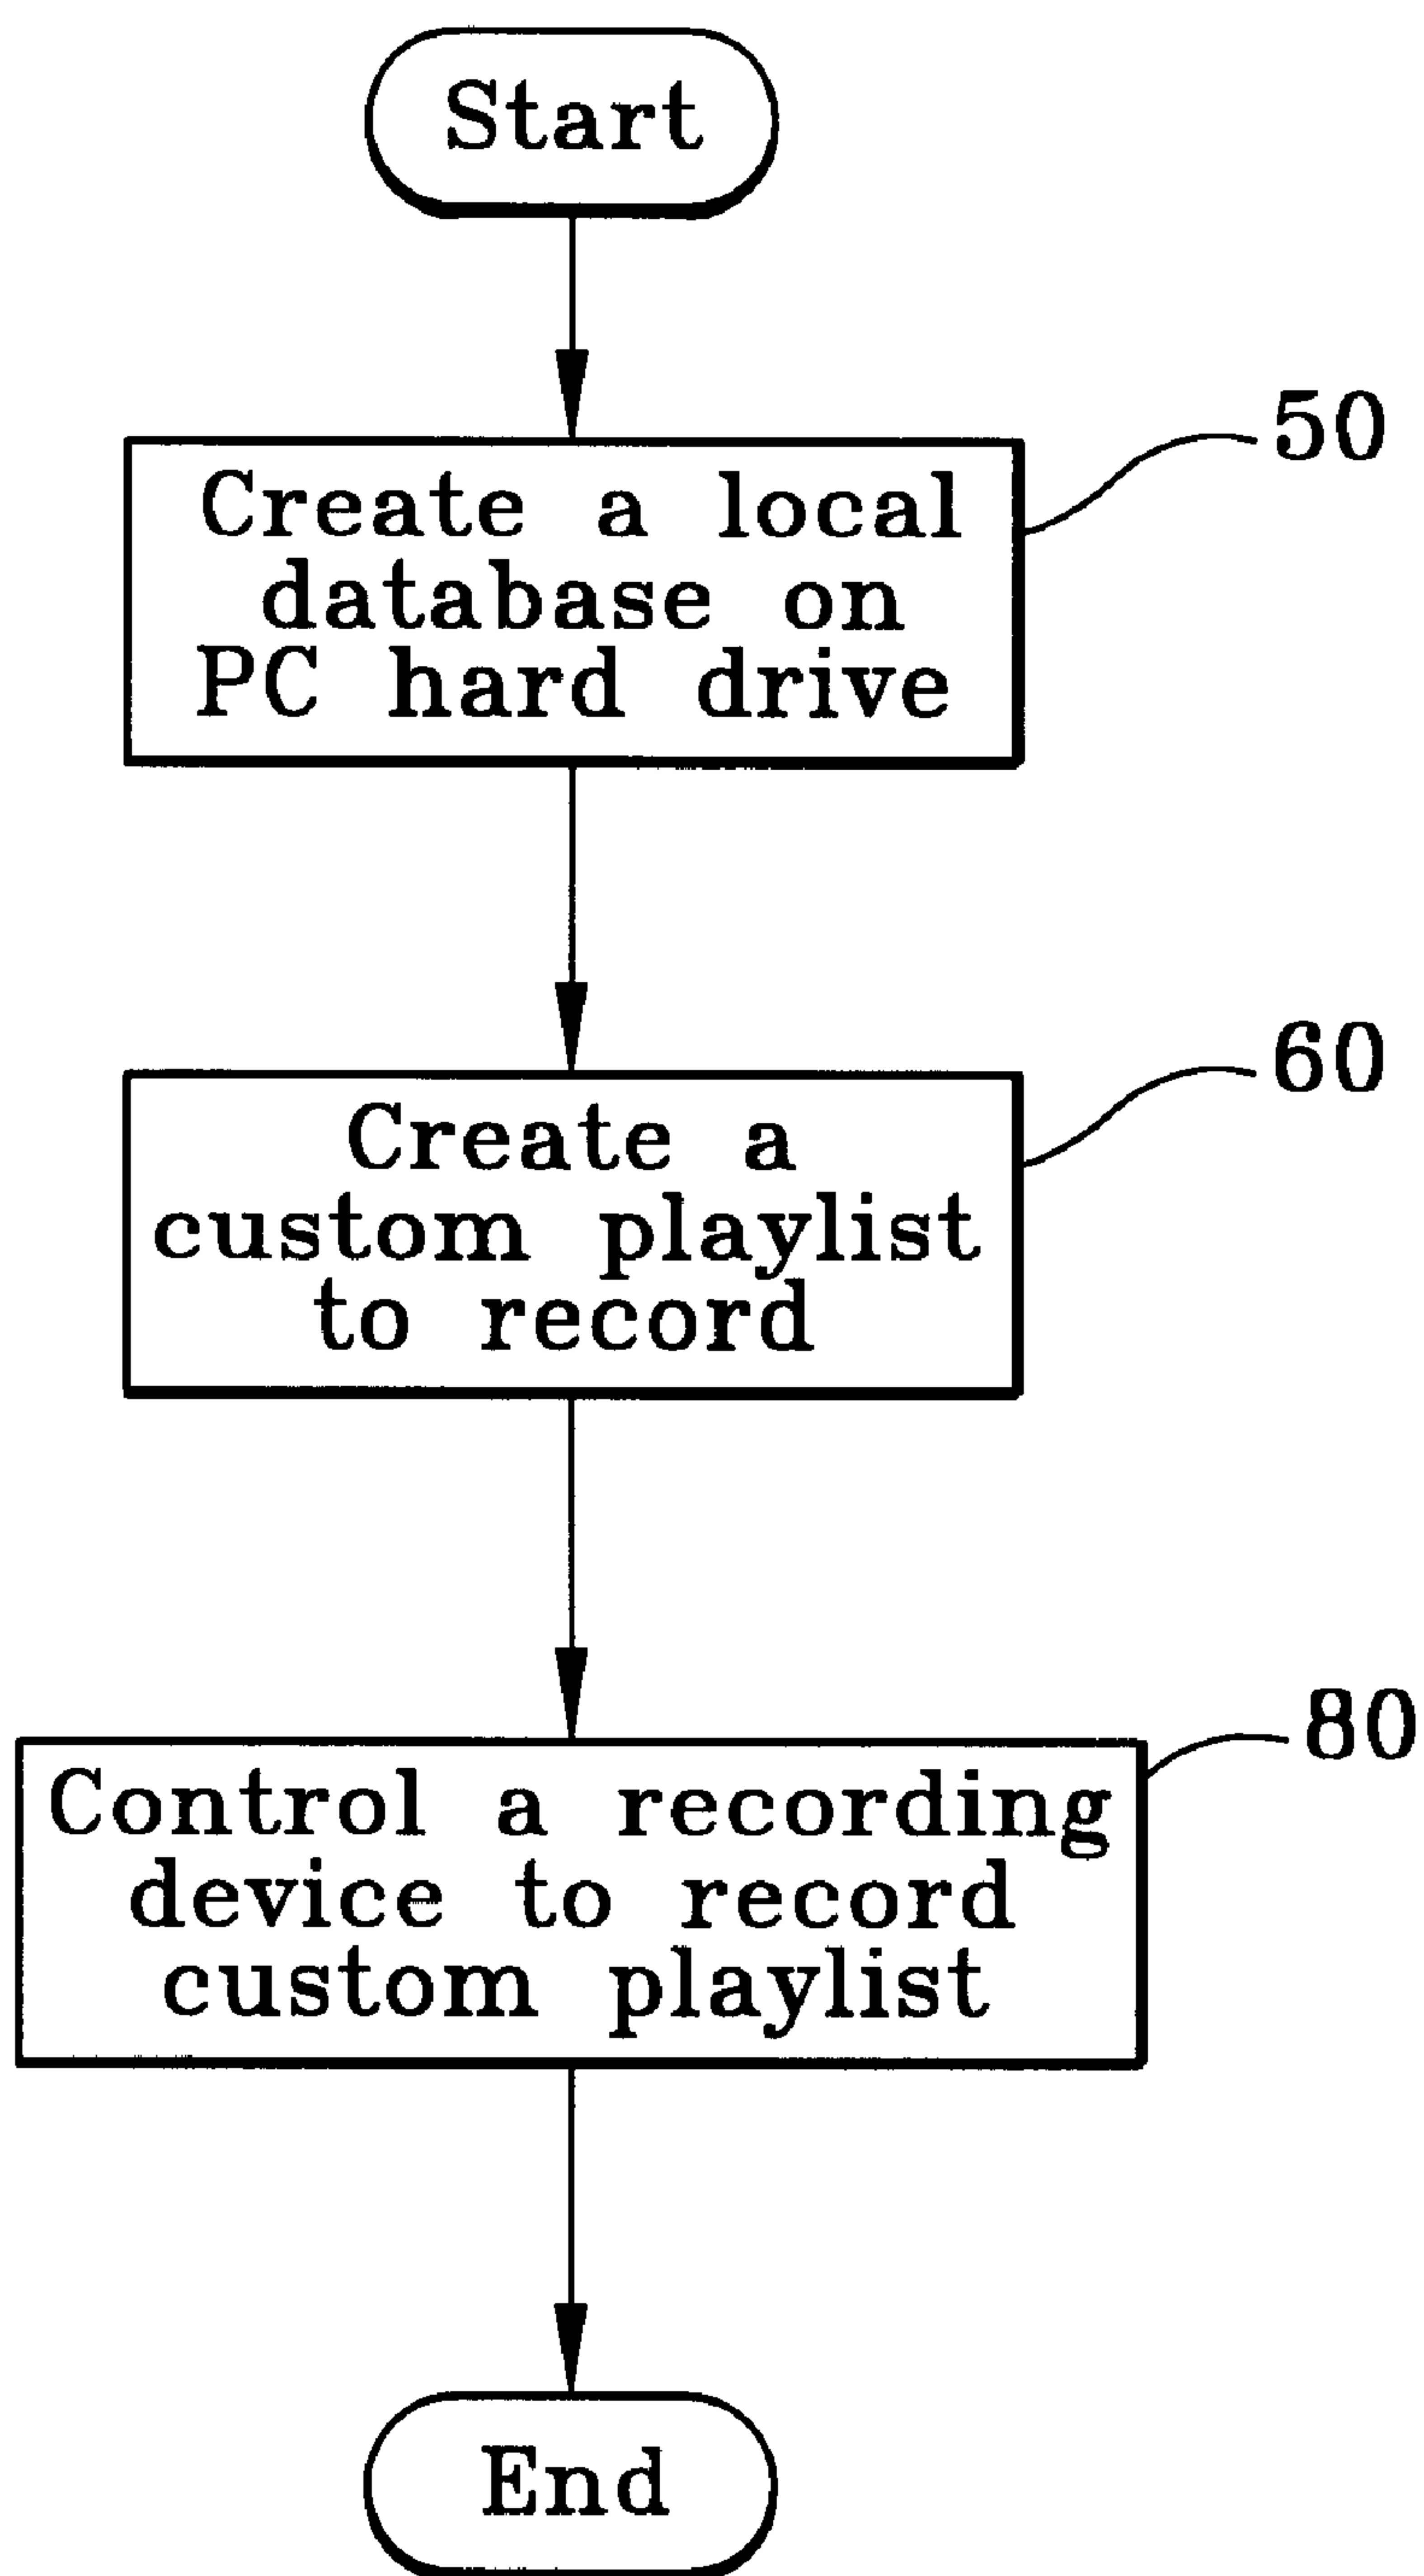 Start
50
Create a local
database on
PC hard drive
60
Create a
custom playlist
to record
80
Control a recording
device to record
custom playlist
End